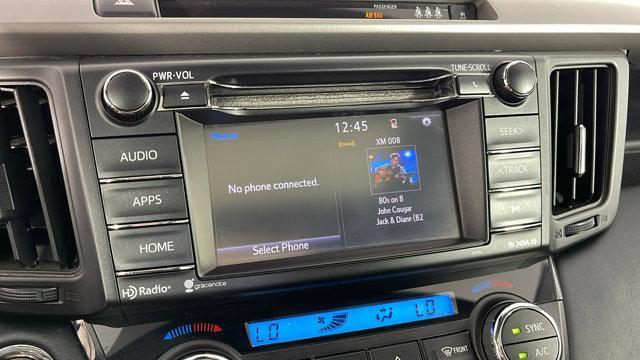 PASSENGER
AIR BAG
PWR•VOL
TUNE•SCROLL
AUDIO
APPS
HOME
Home
12:45
XM 008
No phone connected.
80s on 8
John Cougar
Jack & Diane (82
Select Phone
SEEK>
<TRACK
((SiriusXM))
HD Radio
gracenote
LO
LO
FRONT
SYNC
A/C